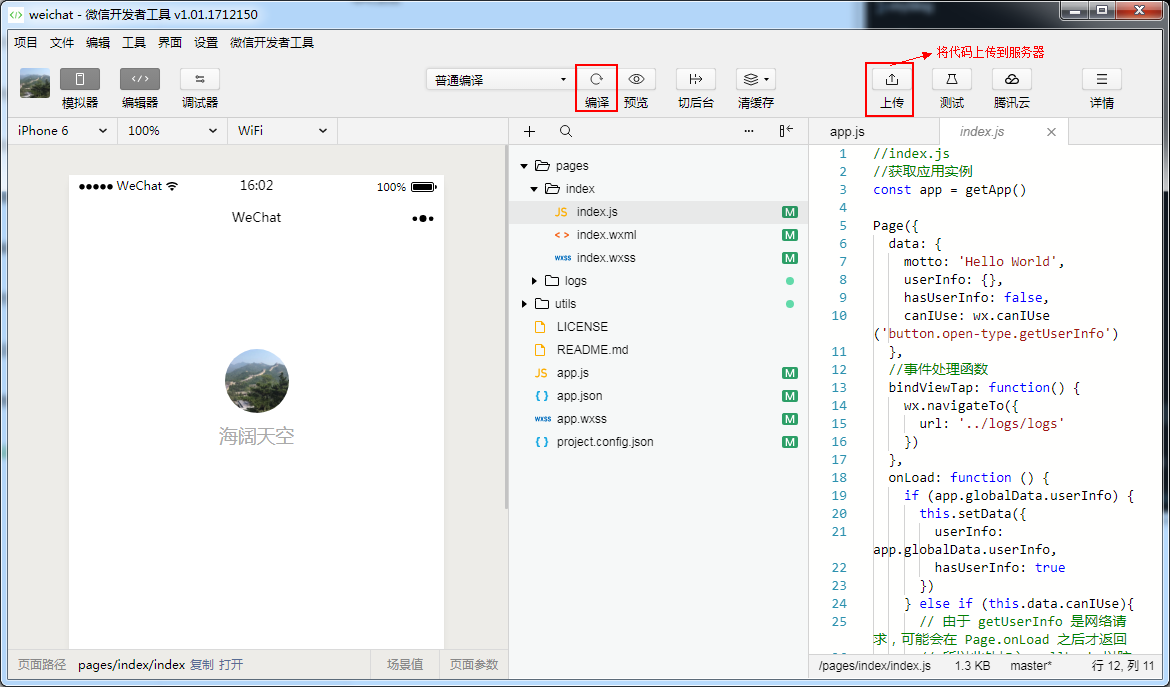 weichat - 微信开发者工具 v1.01.1712150
项目 文件 编辑 工具 界面 设置 微信开发者工具
将代码上传到服务器
普通编译
模拟器 编辑器 调试器 编译 预览 切后台 清缓存 上传 测试 腾讯云 详情
iPhone 6 100% WiFi
app.js index.js
WeChat 16:02 100%
WeChat
海阔天空
pages
index
JS index.js M
< > index.wxml M
wxss index.wxss M
logs
utils
LICENSE
README.md
JS app.js M
{ } app.json M
wxss app.wxss M
{ } project.config.json M
1 //index.js
2 //获取应用实例
3 const app = getApp()
4
5 Page({
6 data: {
7 motto: 'Hello World',
8 userInfo: {},
9 hasUserInfo: false,
10 canIUse: wx.canIUse
('button.open-type.getUserInfo')
11 },
12 //事件处理函数
13 bindViewTap: function() {
14 wx.navigateTo({
15 url: '../logs/logs'
16 })
17 },
18 onLoad: function () {
19 if (app.globalData.userInfo) {
20 this.setData({
21 userInfo:
app.globalData.userInfo,
22 hasUserInfo: true
23 })
24 } else if (this.data.canIUse){
25 // 由于 getUserInfo 是网络请
求，可能会在 Page.onLoad 之后才返回
页面路径 pages/index/index 复制 打开 场景值 页面参数
/pages/index/index.js 1.3 KB master* 行 12, 列 11